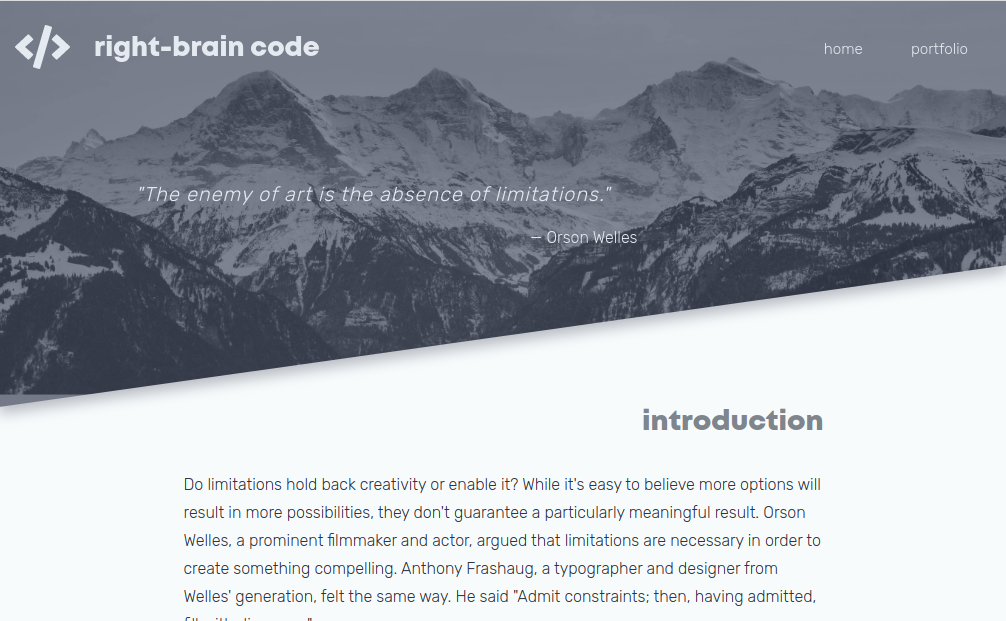 </> right-brain code
home
portfolio
"The enemy of art is the absence of limitations."
— Orson Welles
introduction
Do limitations hold back creativity or enable it? While it's easy to believe more options will
result in more possibilities, they don't guarantee a particularly meaningful result. Orson
Welles, a prominent filmmaker and actor, argued that limitations are necessary in order to
create something compelling. Anthony Frashaug, a typographer and designer from
Welles' generation, felt the same way. He said "Admit constraints; then, having admitted,